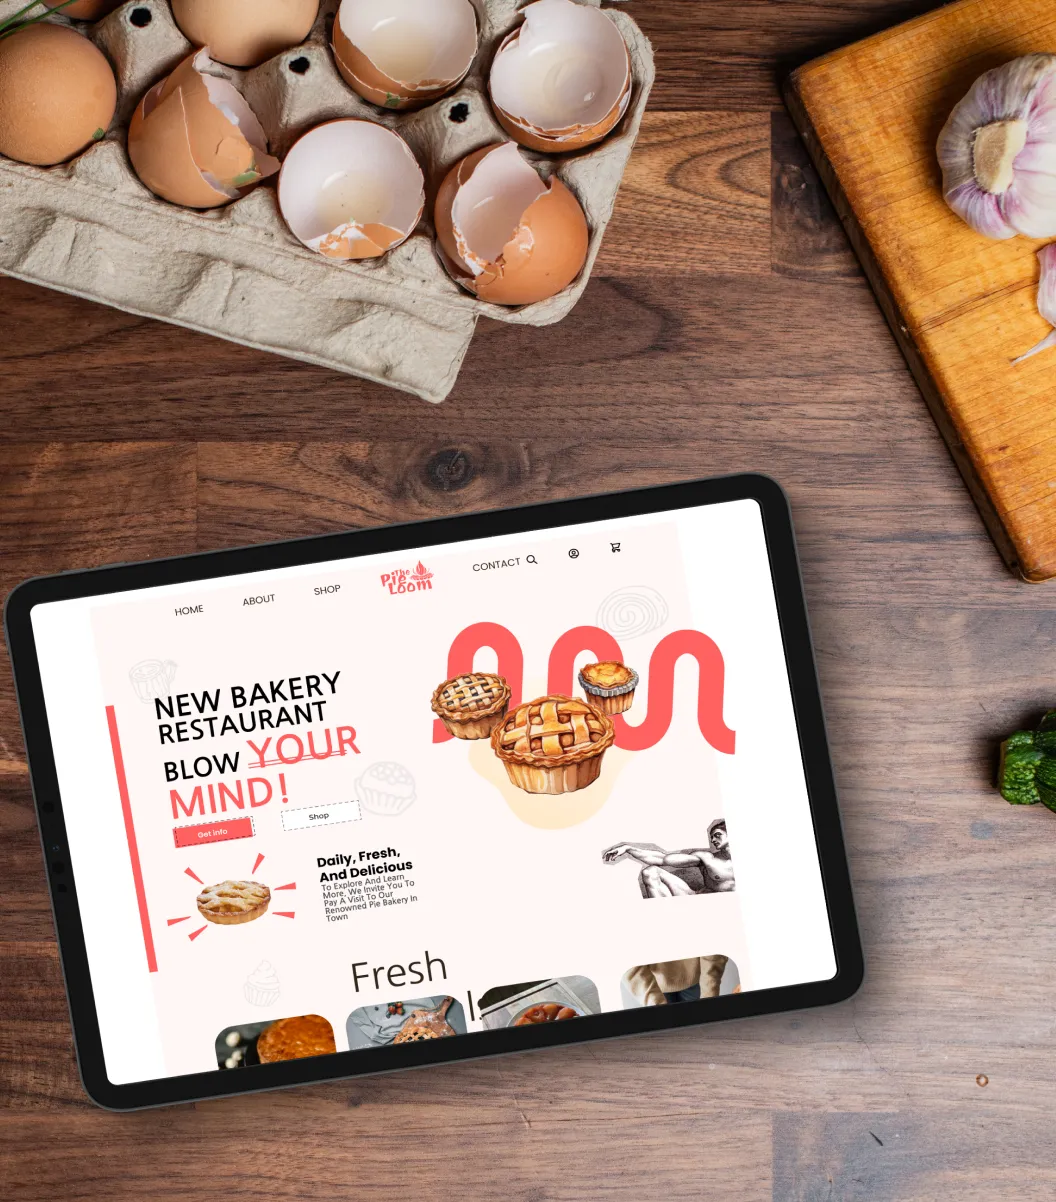 HOME
ABOUT
SHOP
The
Pie
Loom
CONTACT
NEW BAKERY
RESTAURANT
BLOW YOUR
MIND!
Get info
Shop
Daily, Fresh,
And Delicious
To Explore And Learn
More, We Invite You To
Pay A Visit To Our
Renowned Pie Bakery In
Town
Fresh